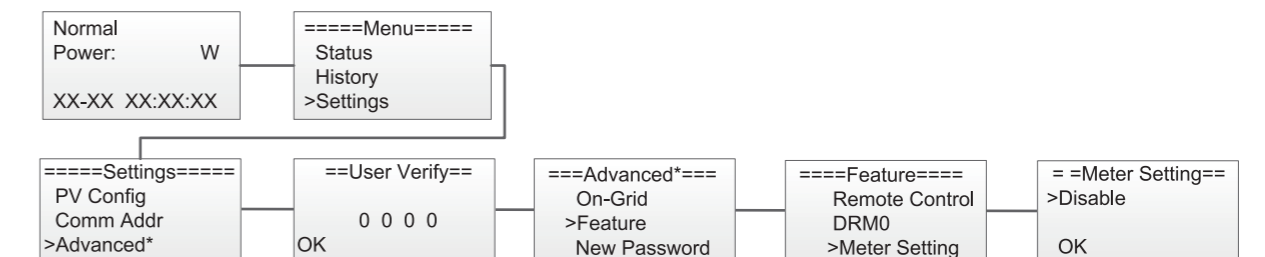 Normal
Power: W
XX-XX XX:XX:XX
=====Menu=====
Status
History
>Settings
=====Settings=====
PV Config
Comm Addr
>Advanced*
==User Verify==
0 0 0 0
OK
===Advanced*===
On-Grid
>Feature
New Password
====Feature====
Remote Control
DRM0
>Meter Setting
= =Meter Setting==
>Disable
OK